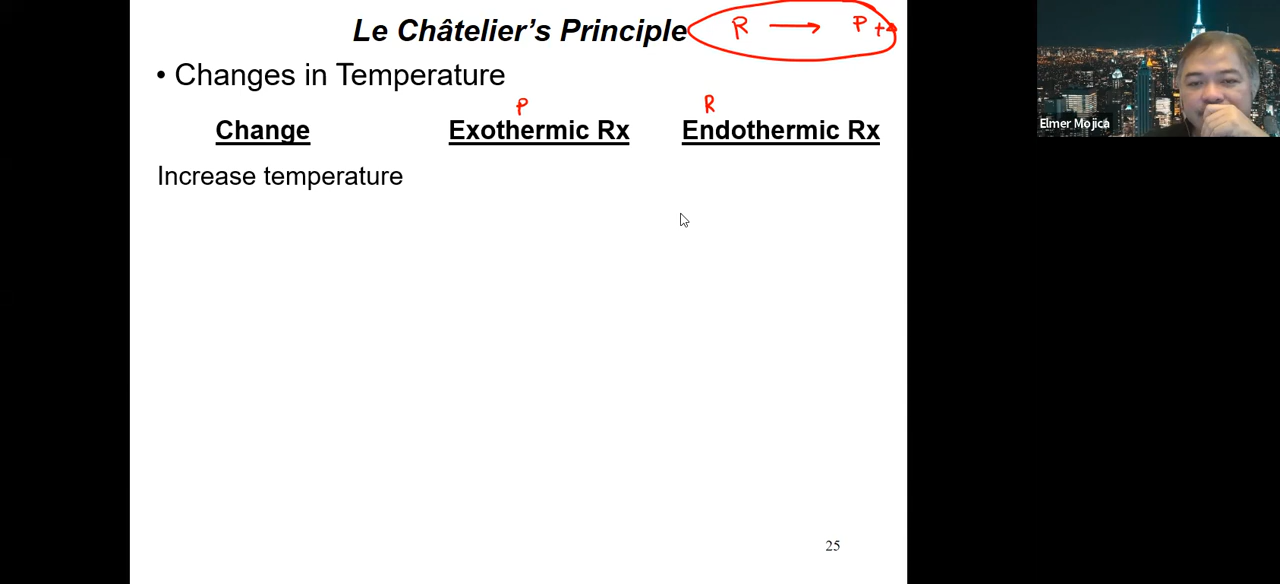 Le Châtelier's Principle R → P +
• Changes in Temperature
P R
Change Exothermic Rx Endothermic Rx
Increase temperature
25
Elmer Mojica